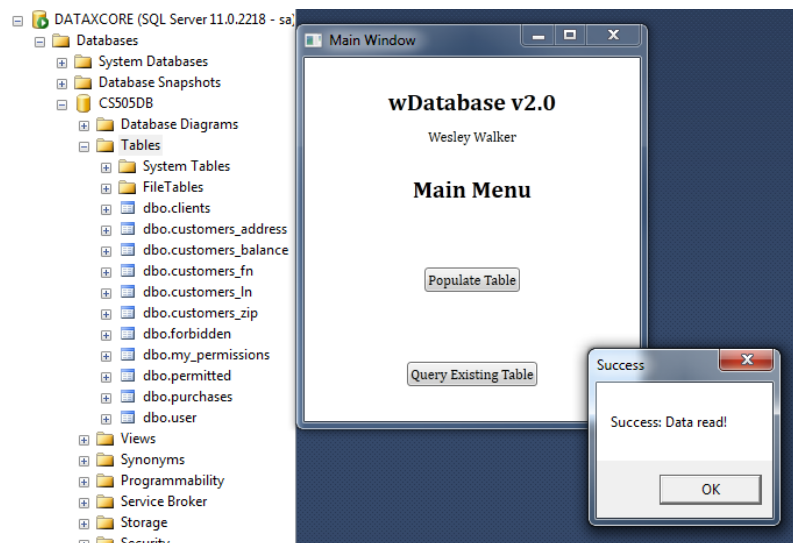 DATAXCORE (SQL Server 11.0.2218 - sa)
Databases
System Databases
Database Snapshots
CS505DB
Database Diagrams
Tables
System Tables
FileTables
dbo.clients
dbo.customers_address
dbo.customers_balance
dbo.customers_fn
dbo.customers_ln
dbo.customers_zip
dbo.forbidden
dbo.my_permissions
dbo.permitted
dbo.purchases
dbo.user
Views
Synonyms
Programmability
Service Broker
Storage
Security
Main Window
wDatabase v2.0
Wesley Walker
Main Menu
Populate Table
Query Existing Table
Success
Success: Data read!
OK